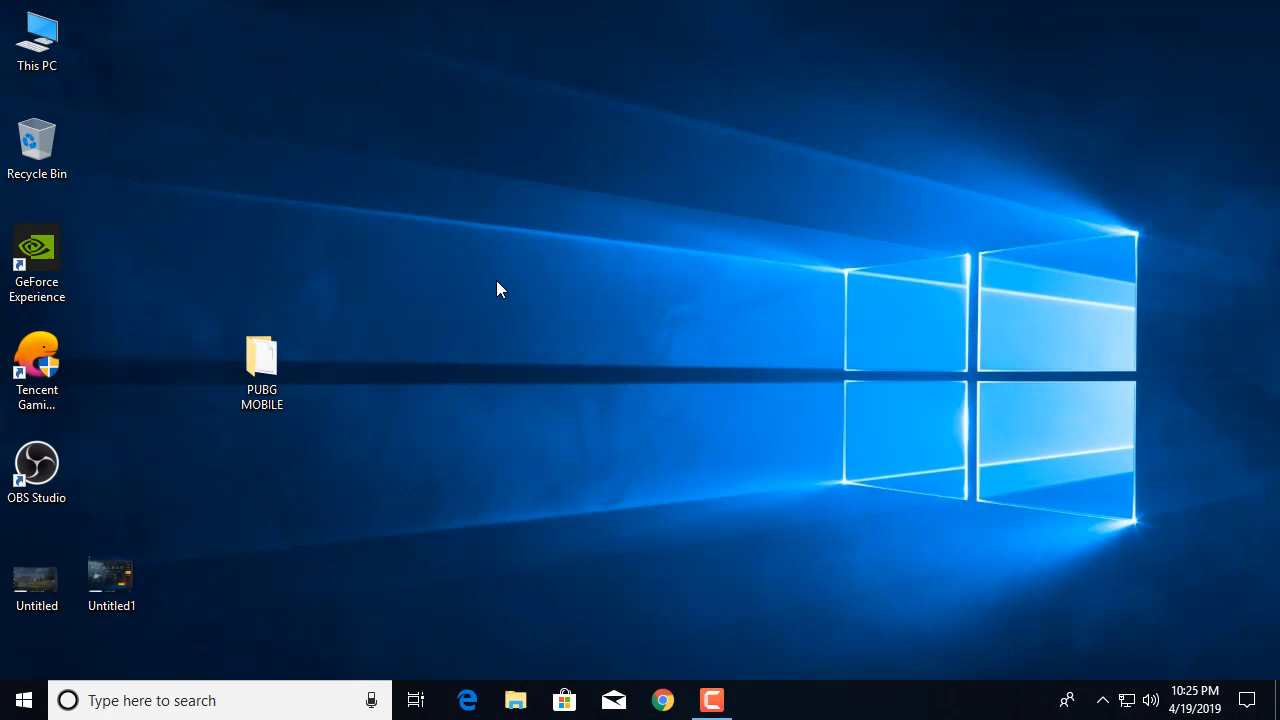 This PC
Recycle Bin
GeForce
Experience
Tencent
Gami...
PUBG
MOBILE
OBS Studio
Untitled
Untitled1
Type here to search
10:25 PM
4/19/2019